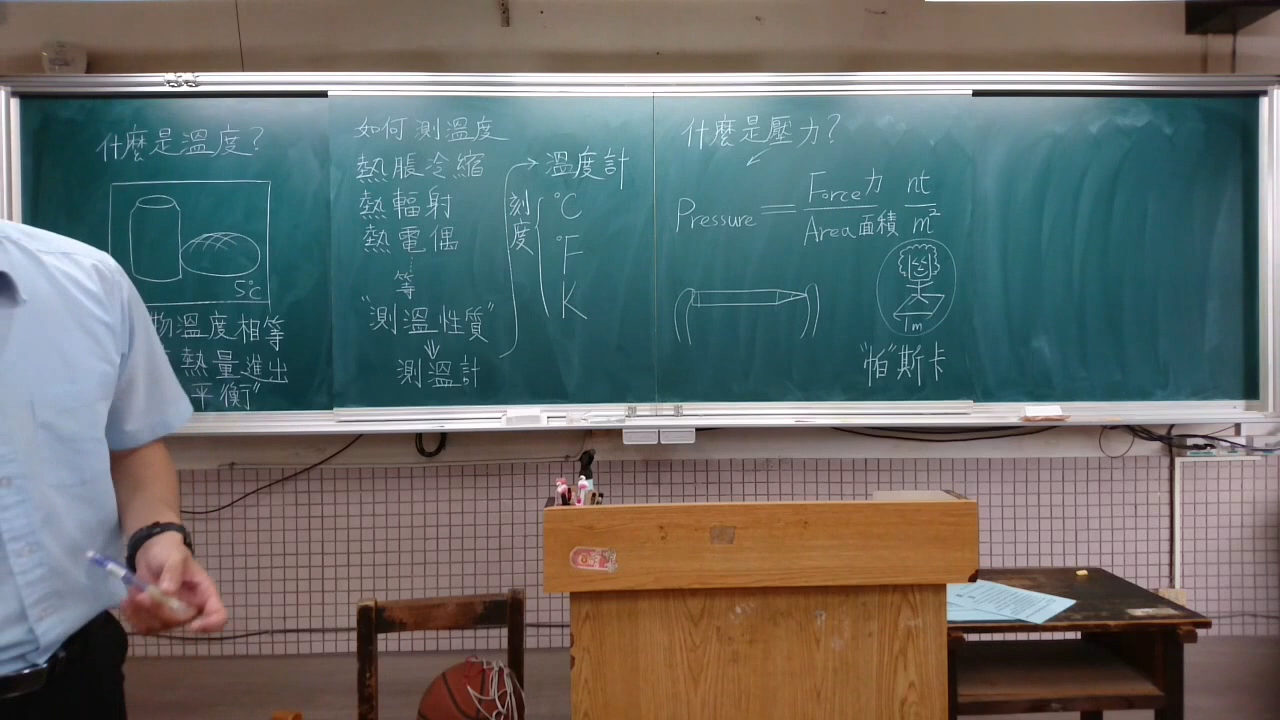 什麼是溫度?
5℃
物溫度相等
熱量進出
平衡"
如何測溫度
熱脹冷縮
熱輻射
熱電偶
⋮
等
"測溫性質"
⇓
測溫計
→溫度計
刻度
℃
℉
K
什麼是壓力?
Pressure = Force力/Area面積 nt/m²
1m
"帕"斯卡